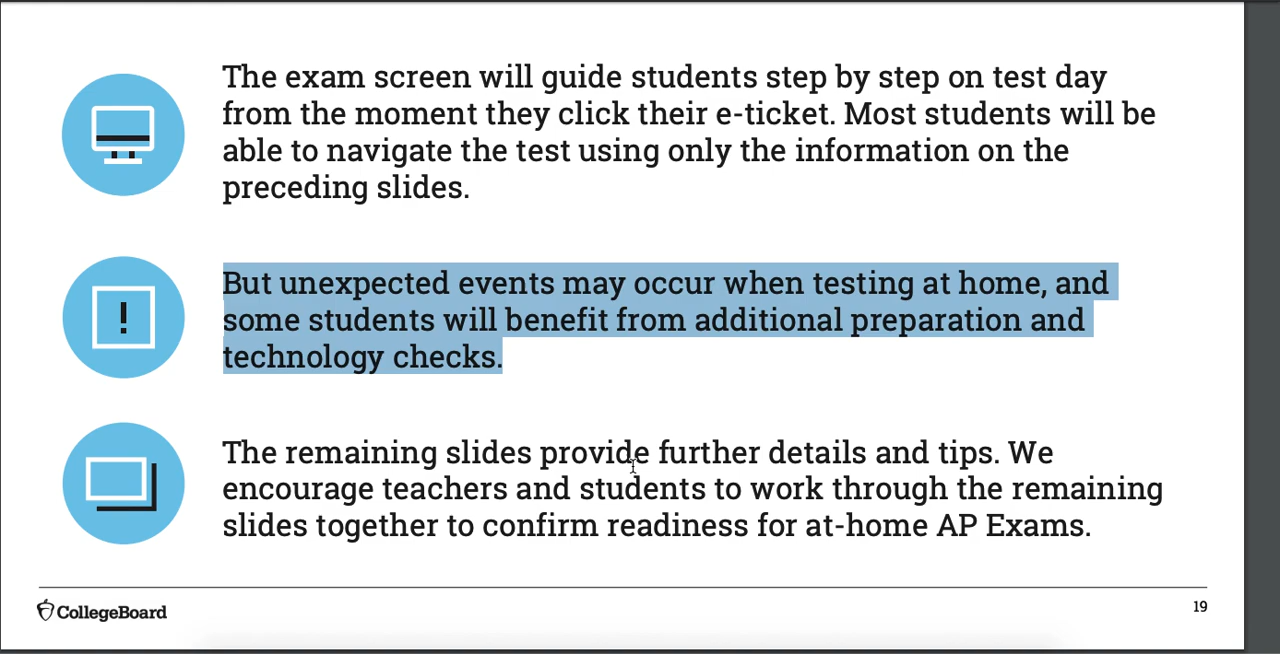 The exam screen will guide students step by step on test day
from the moment they click their e-ticket. Most students will be
able to navigate the test using only the information on the
preceding slides.
But unexpected events may occur when testing at home, and
some students will benefit from additional preparation and
technology checks.
The remaining slides provide further details and tips. We
encourage teachers and students to work through the remaining
slides together to confirm readiness for at-home AP Exams.
CollegeBoard
19